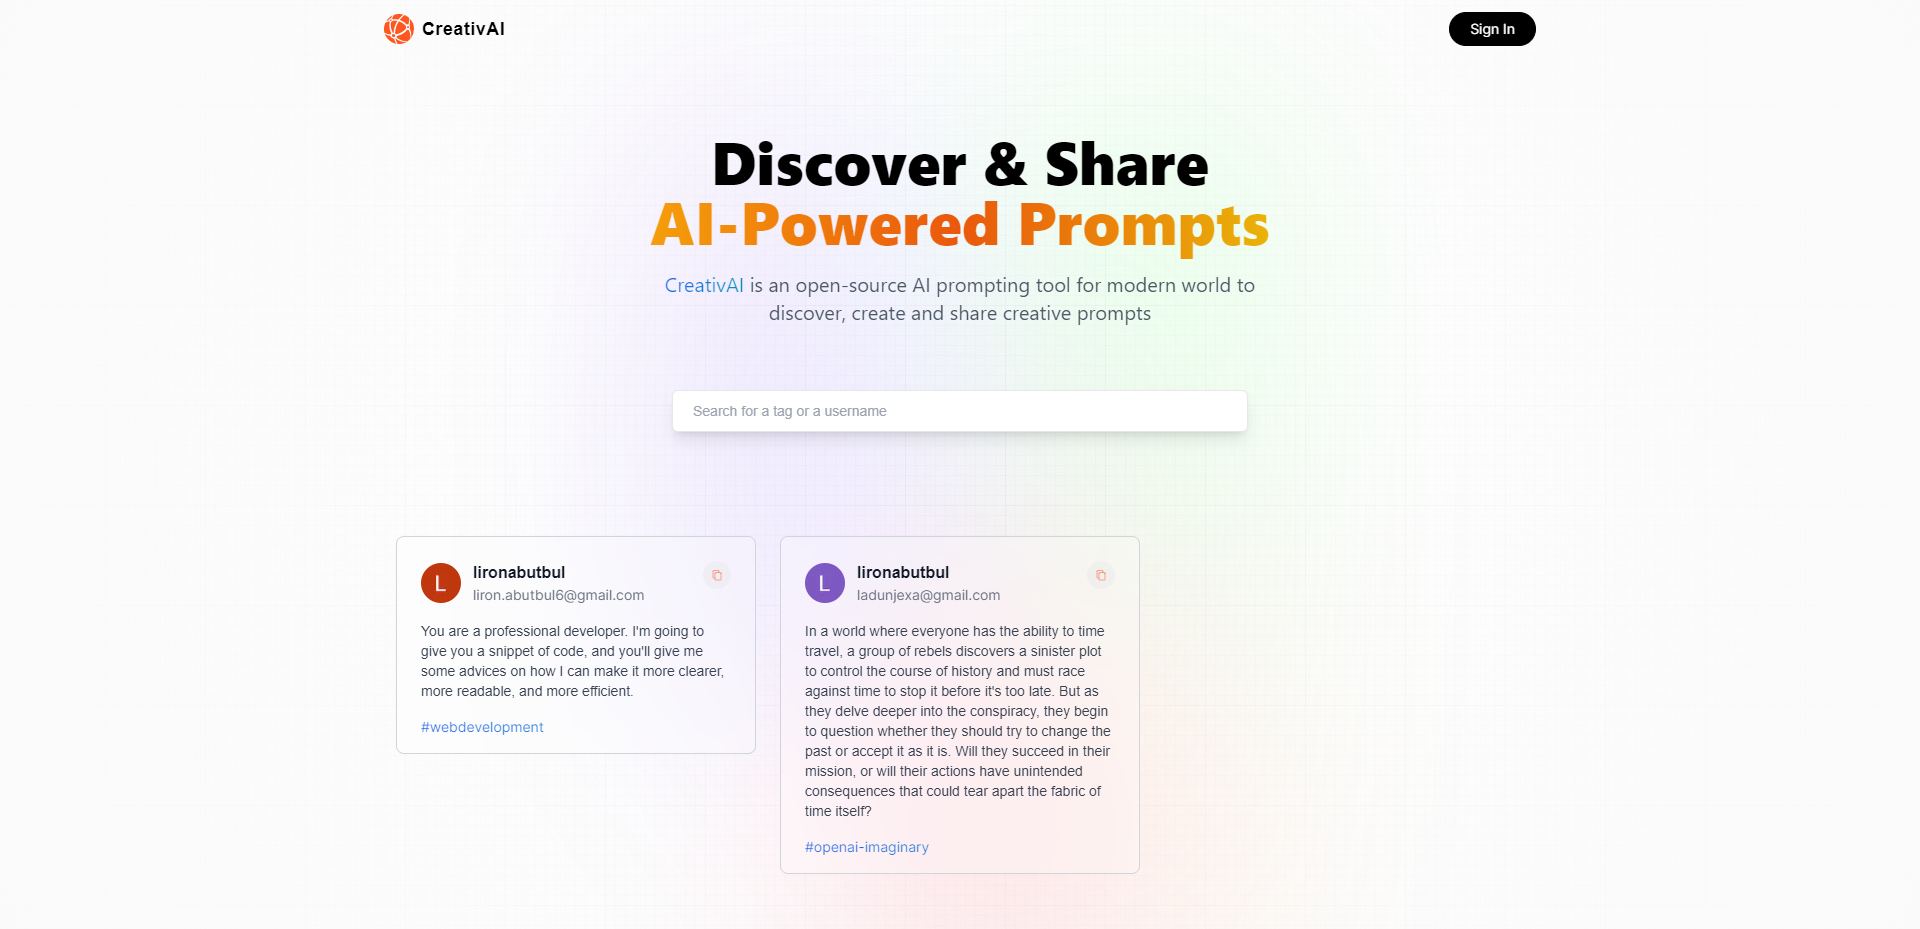 CreativAI
Sign In
Discover & Share
AI-Powered Prompts
CreativAI is an open-source AI prompting tool for modern world to
discover, create and share creative prompts
Search for a tag or a username
L
lironabutbul
liron.abutbul6@gmail.com
You are a professional developer. I'm going to
give you a snippet of code, and you'll give me
some advices on how I can make it more clearer,
more readable, and more efficient.
#webdevelopment
L
lironabutbul
ladunjexa@gmail.com
In a world where everyone has the ability to time
travel, a group of rebels discovers a sinister plot
to control the course of history and must race
against time to stop it before it's too late. But as
they delve deeper into the conspiracy, they begin
to question whether they should try to change the
past or accept it as it is. Will they succeed in their
mission, or will their actions have unintended
consequences that could tear apart the fabric of
time itself?
#openai-imaginary